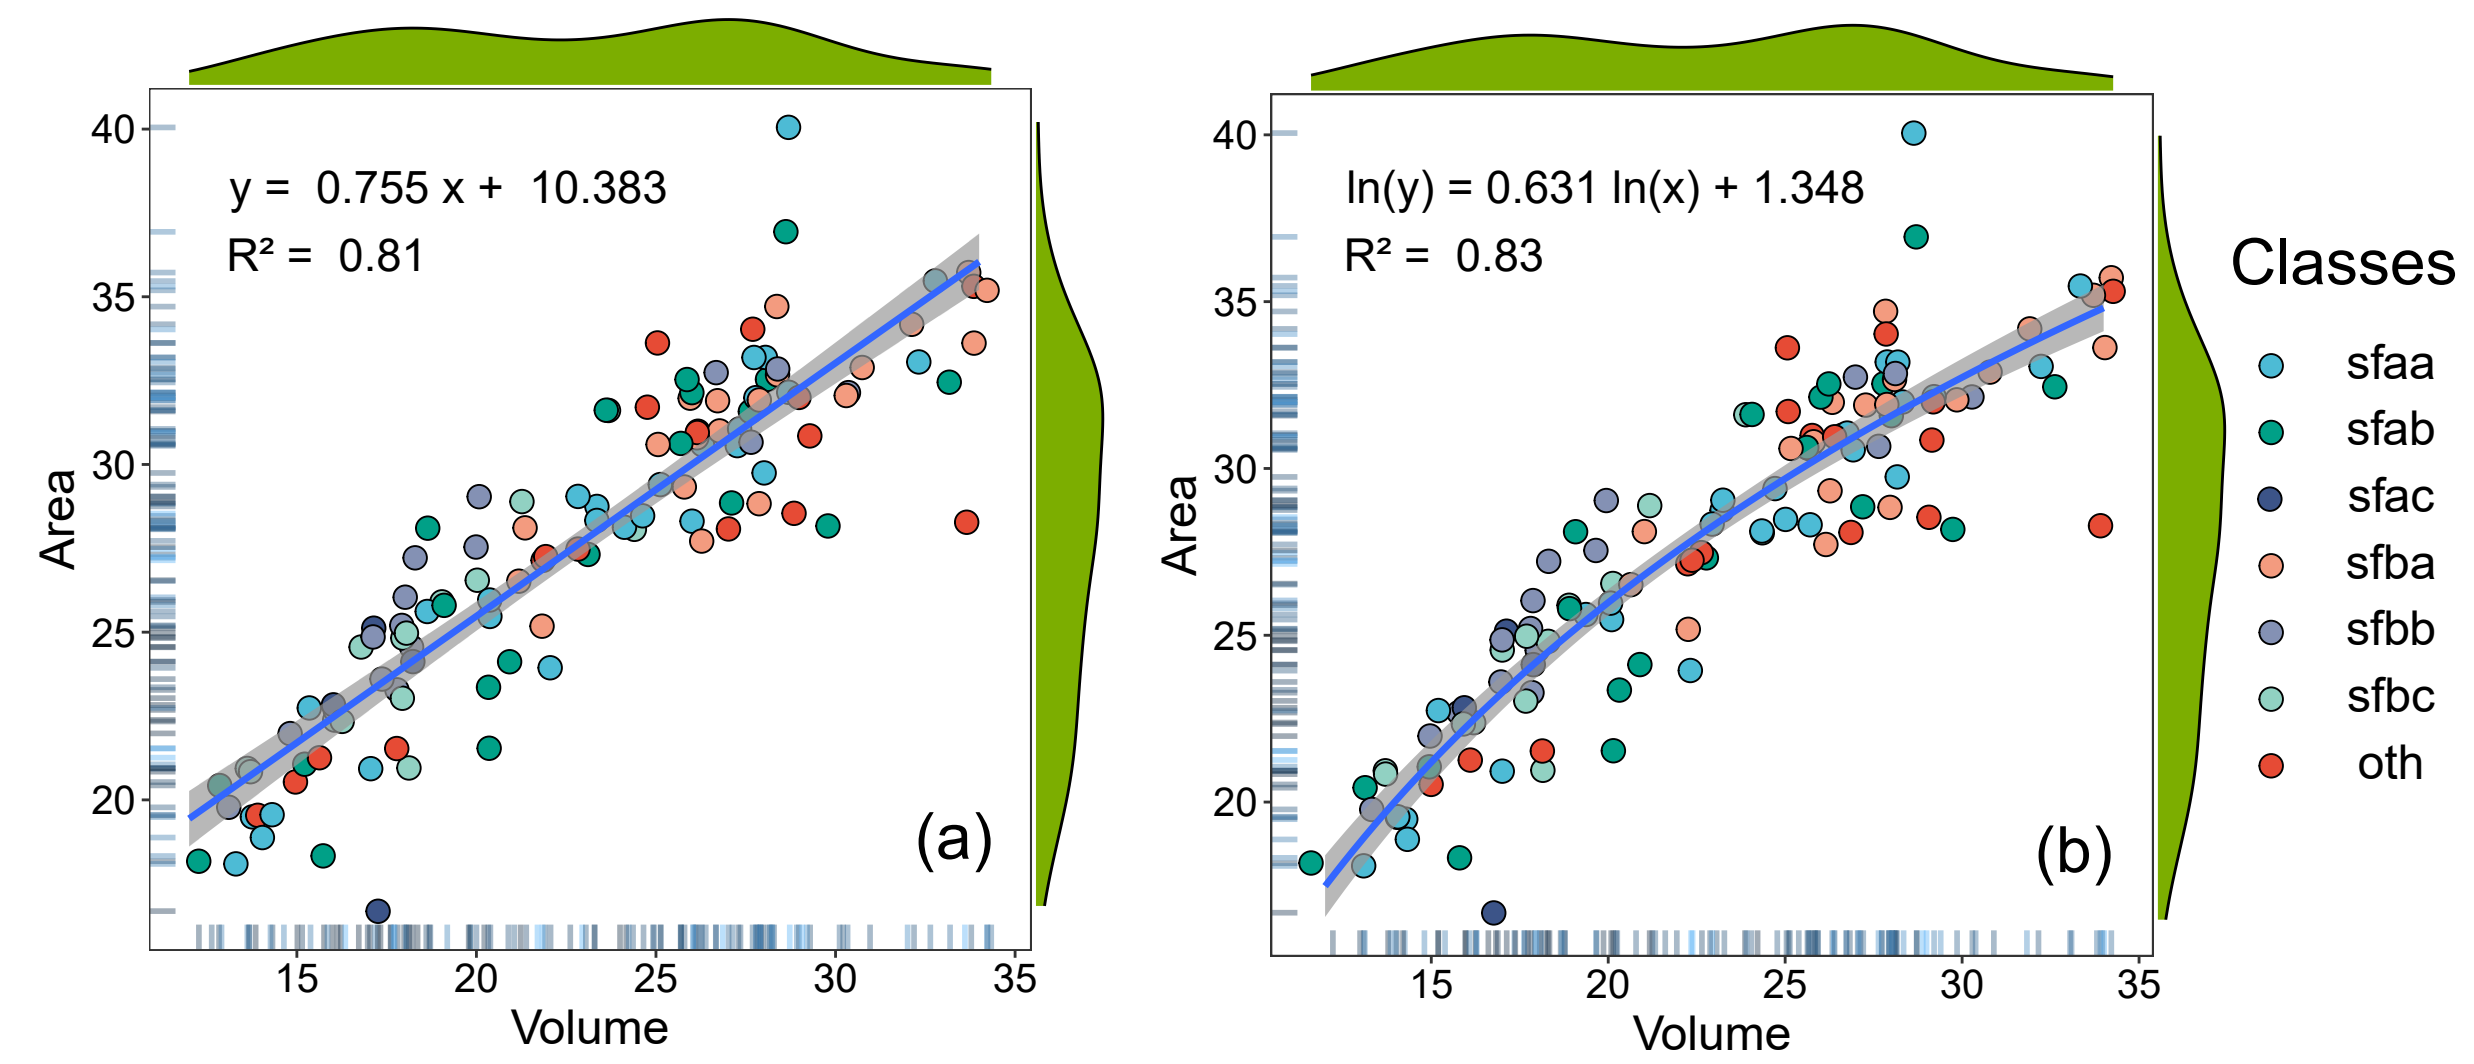 y = 0.755 x + 10.383
R² = 0.81
(a)
Area
40
35
30
25
20
15 20 25 30 35
Volume
ln(y) = 0.631 ln(x) + 1.348
R² = 0.83
(b)
Area
40
35
30
25
20
15 20 25 30 35
Volume
Classes
sfaa
sfab
sfac
sfba
sfbb
sfbc
oth